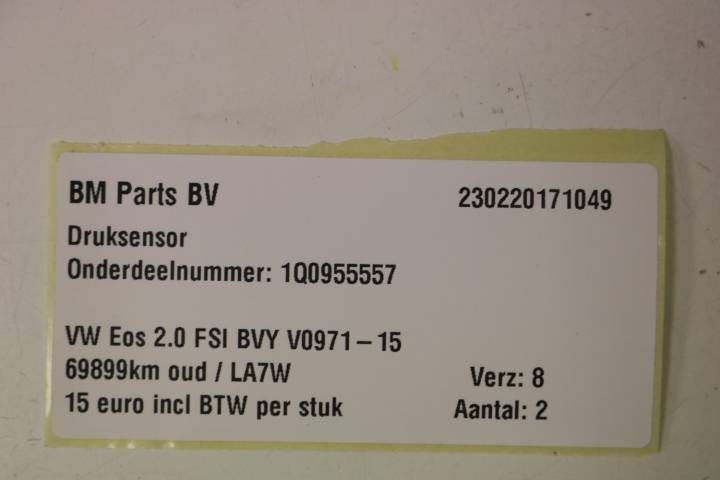 BM Parts BV 230220171049
Druksensor
Onderdeelnummer: 1Q0955557
VW Eos 2.0 FSI BVY V0971-15
69899km oud / LA7W Verz: 8
15 euro incl BTW per stuk Aantal: 2